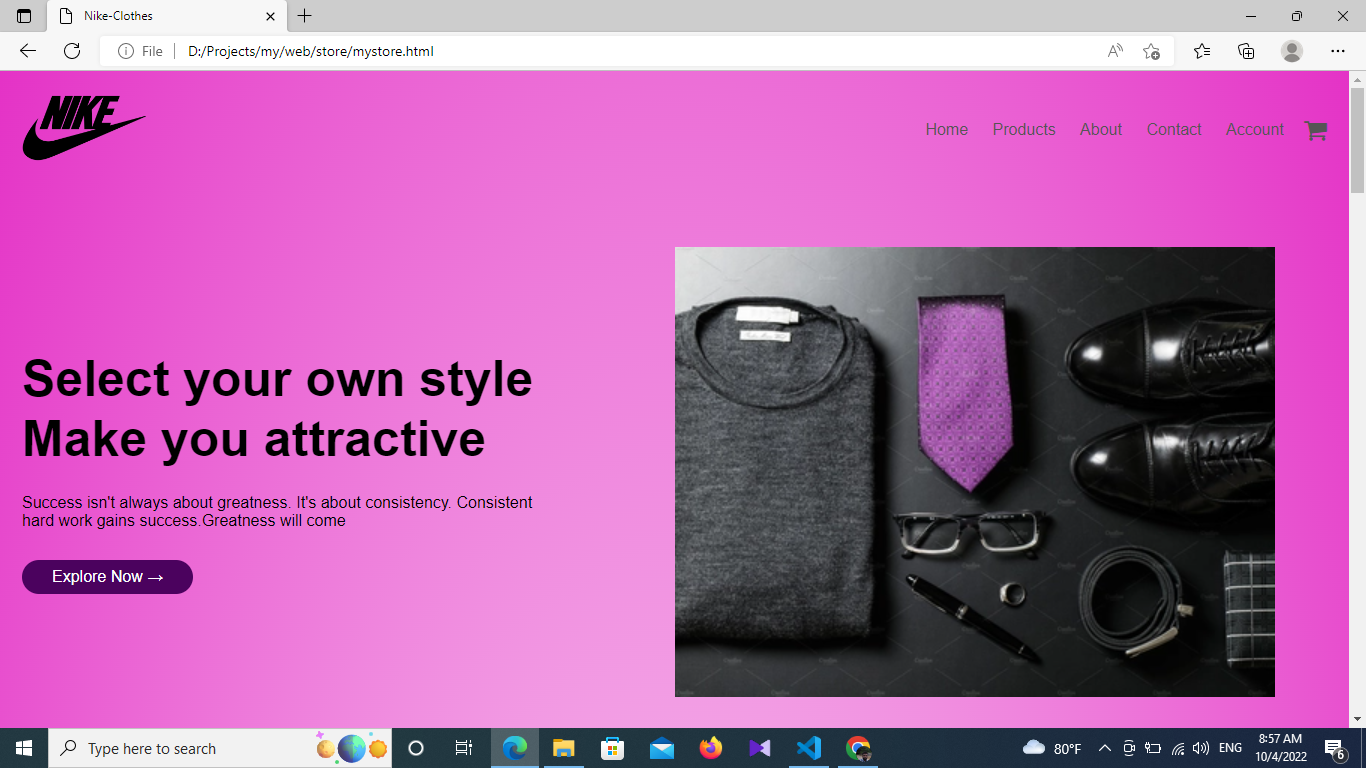 Nike-Clothes
File
D:/Projects/my/web/store/mystore.html
NIKE
Home Products About Contact Account
Select your own style
Make you attractive
Success isn't always about greatness. It's about consistency. Consistent
hard work gains success.Greatness will come
Explore Now →
Type here to search
80°F
ENG
8:57 AM
10/4/2022
6